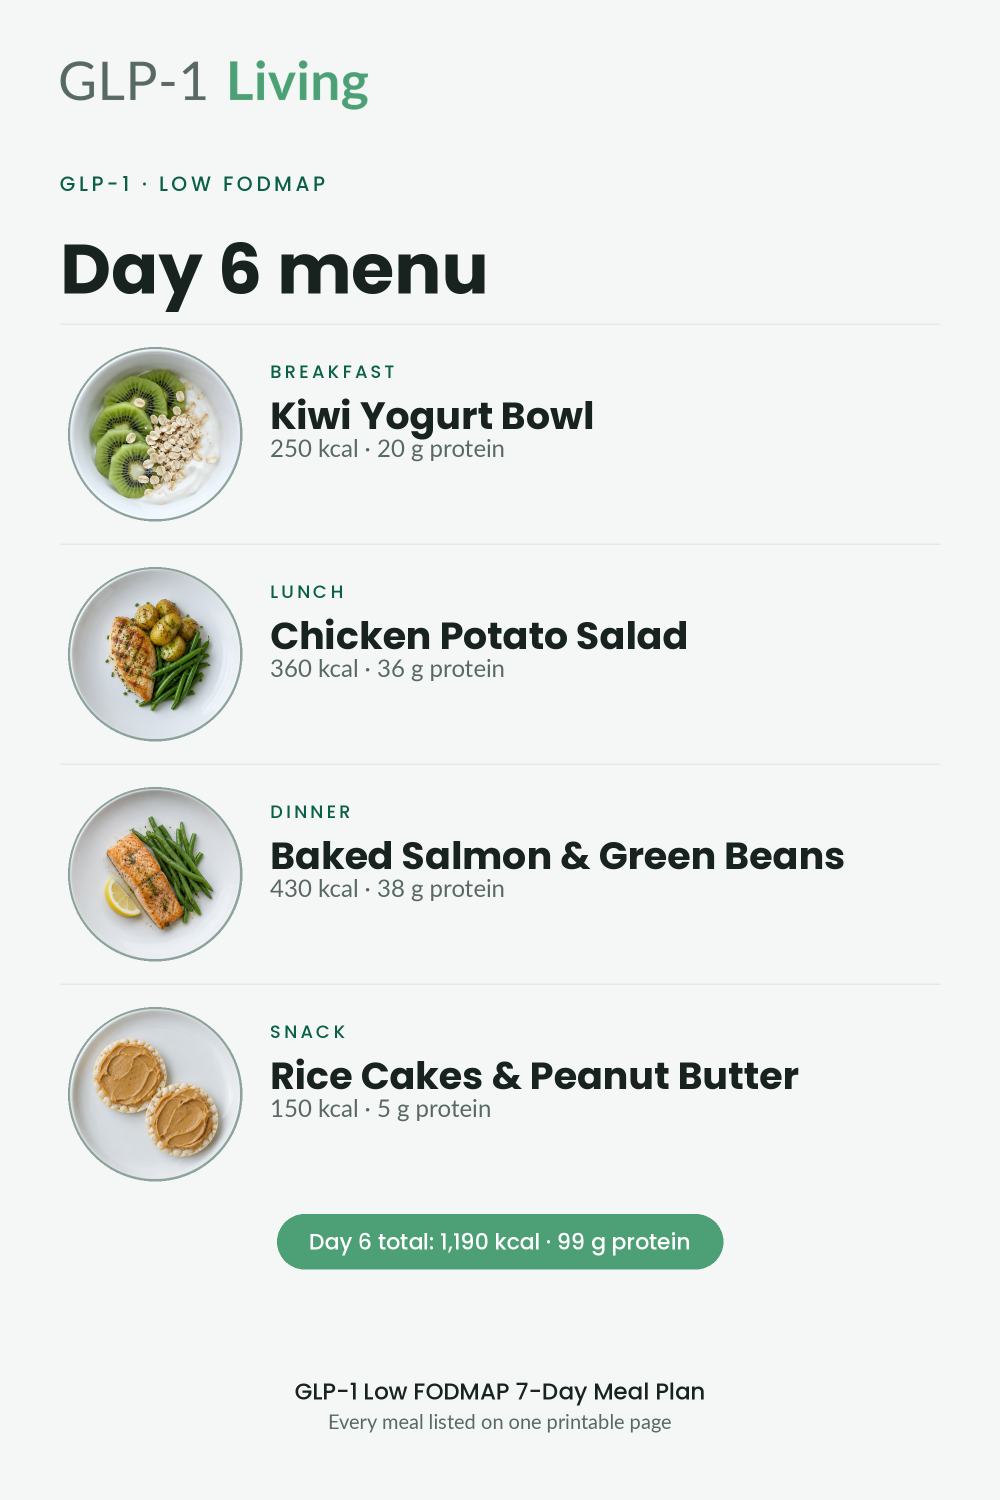 GLP-1 Living
GLP-1 · LOW FODMAP
Day 6 menu
BREAKFAST
Kiwi Yogurt Bowl
250 kcal · 20 g protein
LUNCH
Chicken Potato Salad
360 kcal · 36 g protein
DINNER
Baked Salmon & Green Beans
430 kcal · 38 g protein
SNACK
Rice Cakes & Peanut Butter
150 kcal · 5 g protein
Day 6 total: 1,190 kcal · 99 g protein
GLP-1 Low FODMAP 7-Day Meal Plan
Every meal listed on one printable page